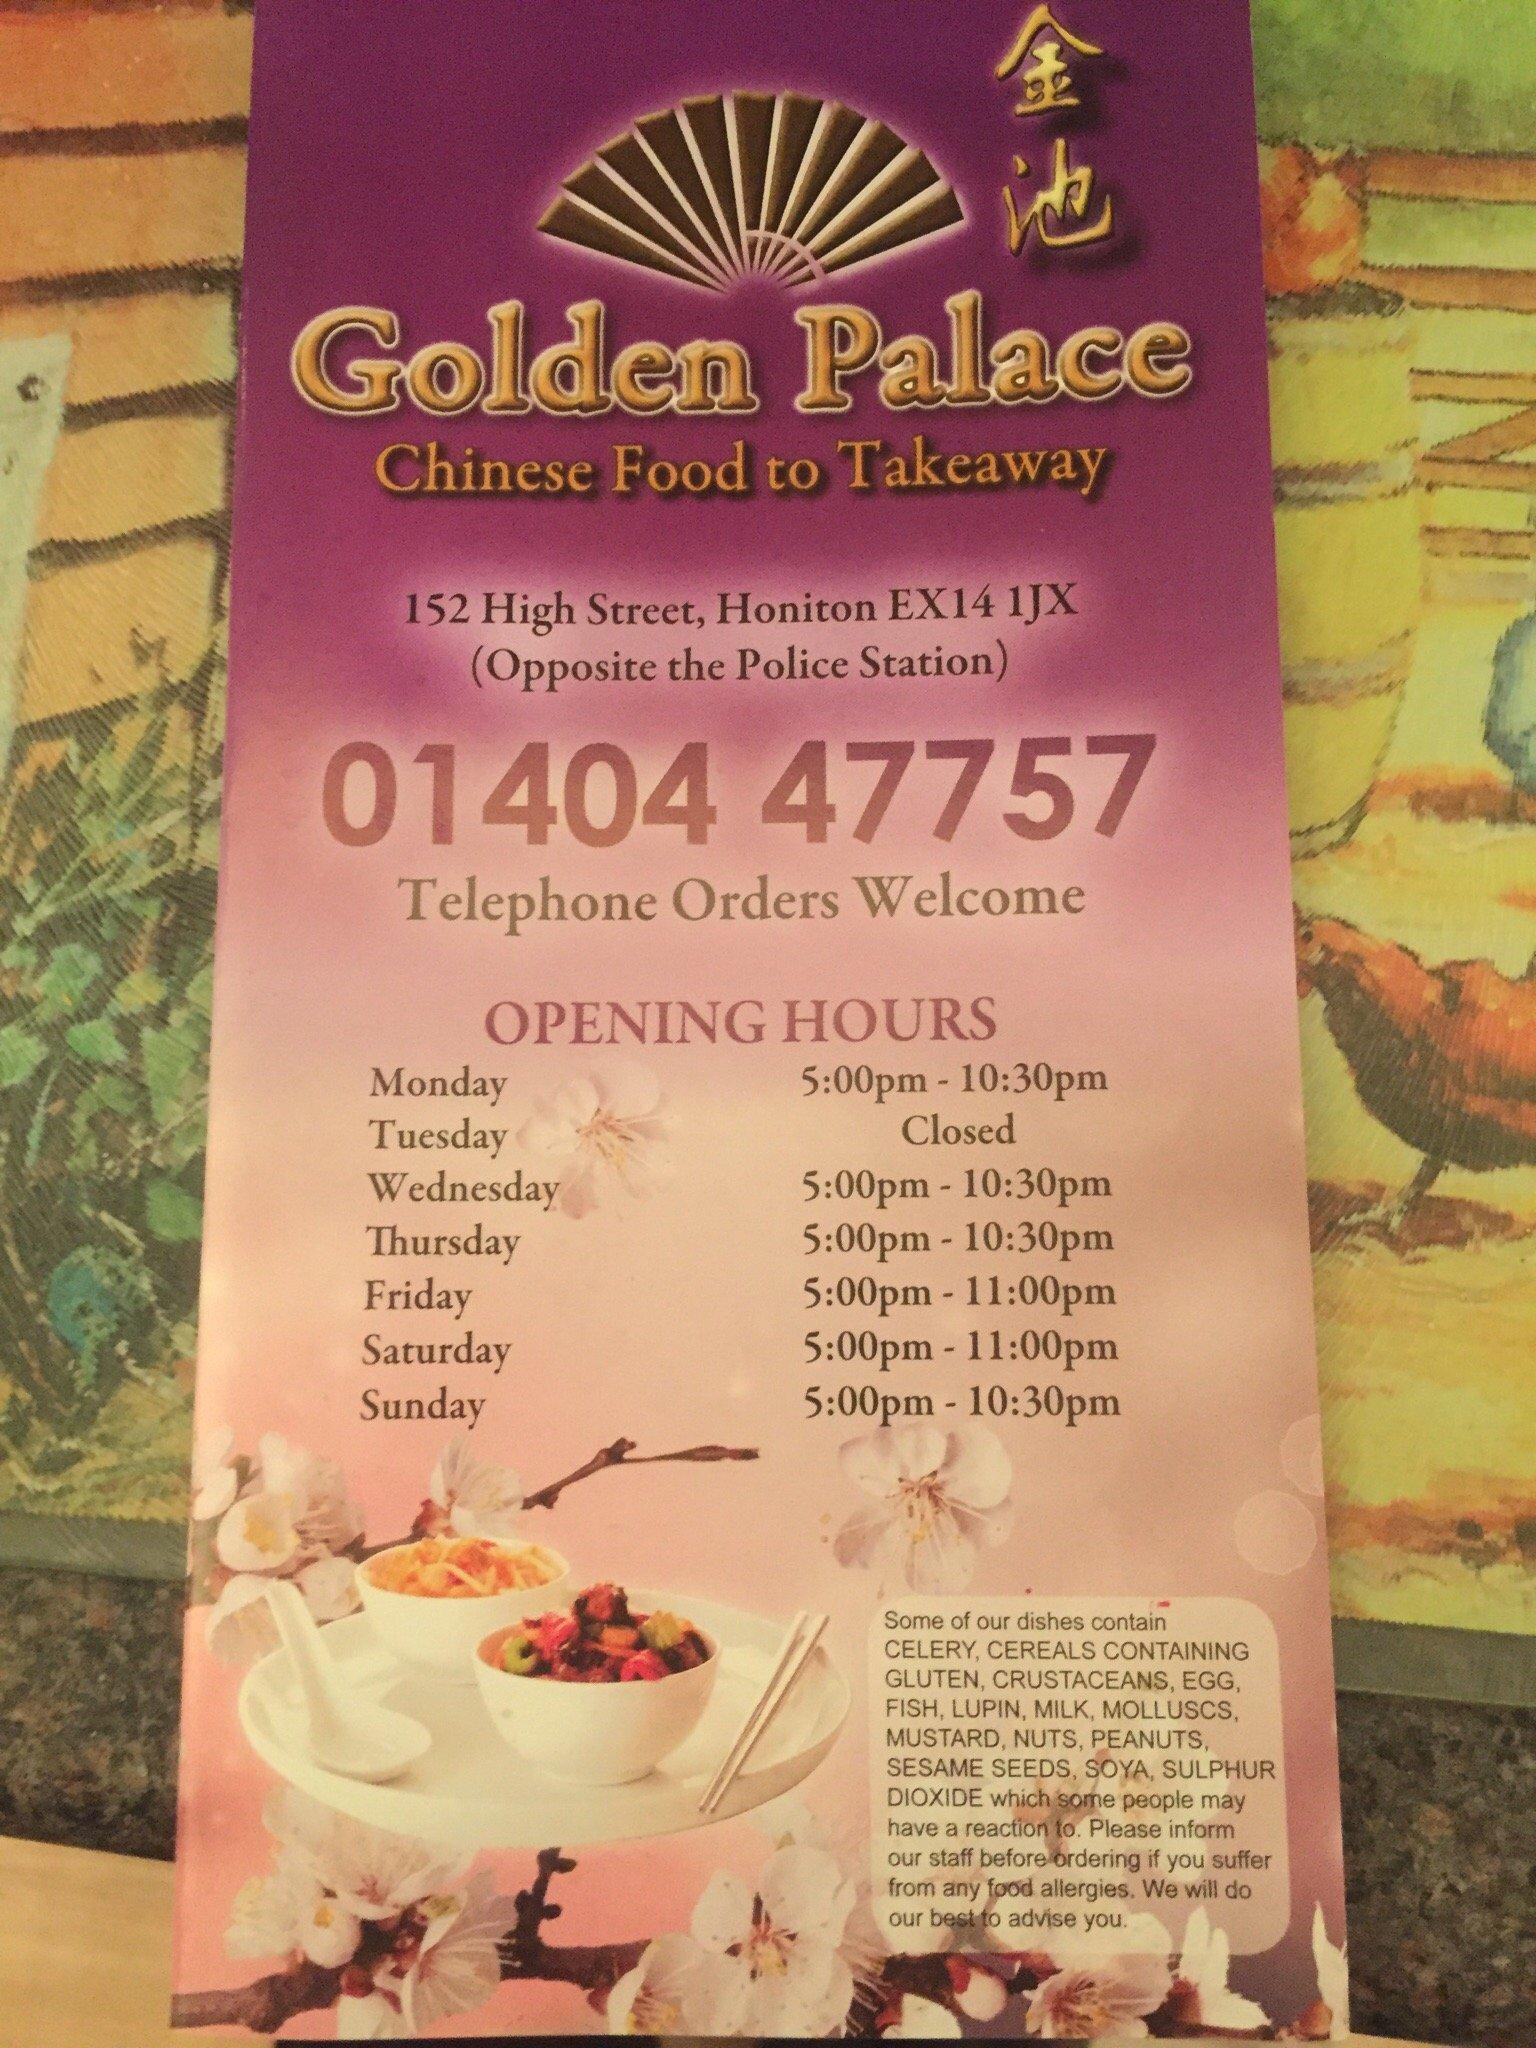 金
池
Golden Palace
Chinese Food to Takeaway
152 High Street, Honiton EX14 1JX
(Opposite the Police Station)
01404 47757
Telephone Orders Welcome
OPENING HOURS
Monday 5:00pm - 10:30pm
Tuesday Closed
Wednesday 5:00pm - 10:30pm
Thursday 5:00pm - 10:30pm
Friday 5:00pm - 11:00pm
Saturday 5:00pm - 11:00pm
Sunday 5:00pm - 10:30pm
Some of our dishes contain
CELERY, CEREALS CONTAINING
GLUTEN, CRUSTACEANS, EGG,
FISH, LUPIN, MILK, MOLLUSCS,
MUSTARD, NUTS, PEANUTS,
SESAME SEEDS, SOYA, SULPHUR
DIOXIDE which some people may
have a reaction to. Please inform
our staff before ordering if you suffer
from any food allergies. We will do
our best to advise you.